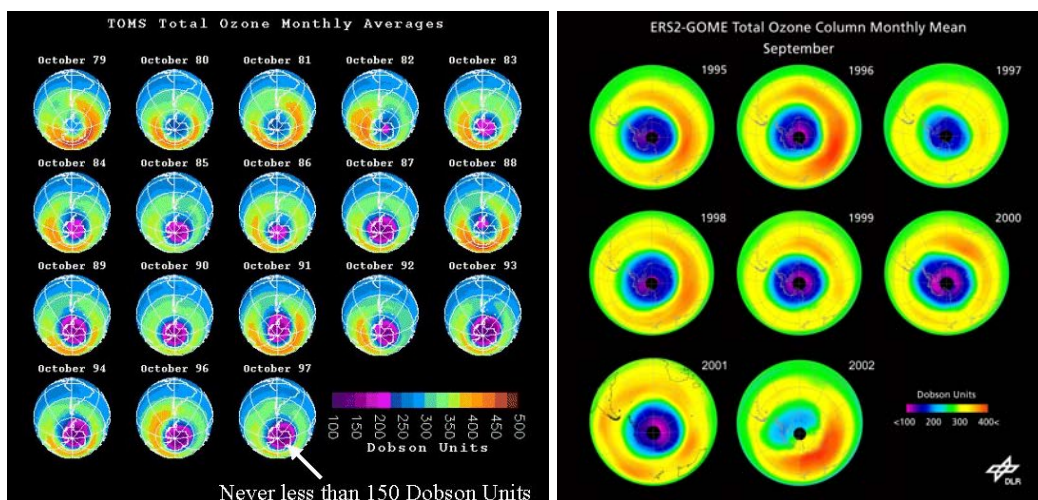 TOMS Total Ozone Monthly Averages
October 79 October 80 October 81 October 82 October 83
October 84 October 85 October 86 October 87 October 88
October 89 October 90 October 91 October 92 October 93
October 94 October 96 October 97
100 150 200 250 300 350 400 450 500
Dobson Units
Never less than 150 Dobson Units
ERS2-GOME Total Ozone Column Monthly Mean
September
1995 1996 1997
1998 1999 2000
2001 2002
Dobson Units
<100 200 300 400<
DLR